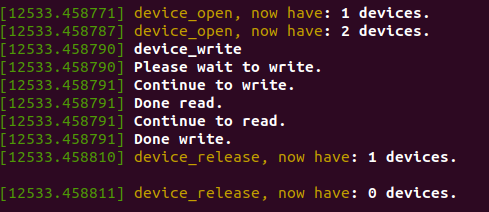 [12533.458771] device_open, now have: 1 devices.
[12533.458787] device_open, now have: 2 devices.
[12533.458790] device_write
[12533.458790] Please wait to write.
[12533.458791] Continue to write.
[12533.458791] Done read.
[12533.458791] Continue to read.
[12533.458791] Done write.
[12533.458810] device_release, now have: 1 devices.
[12533.458811] device_release, now have: 0 devices.